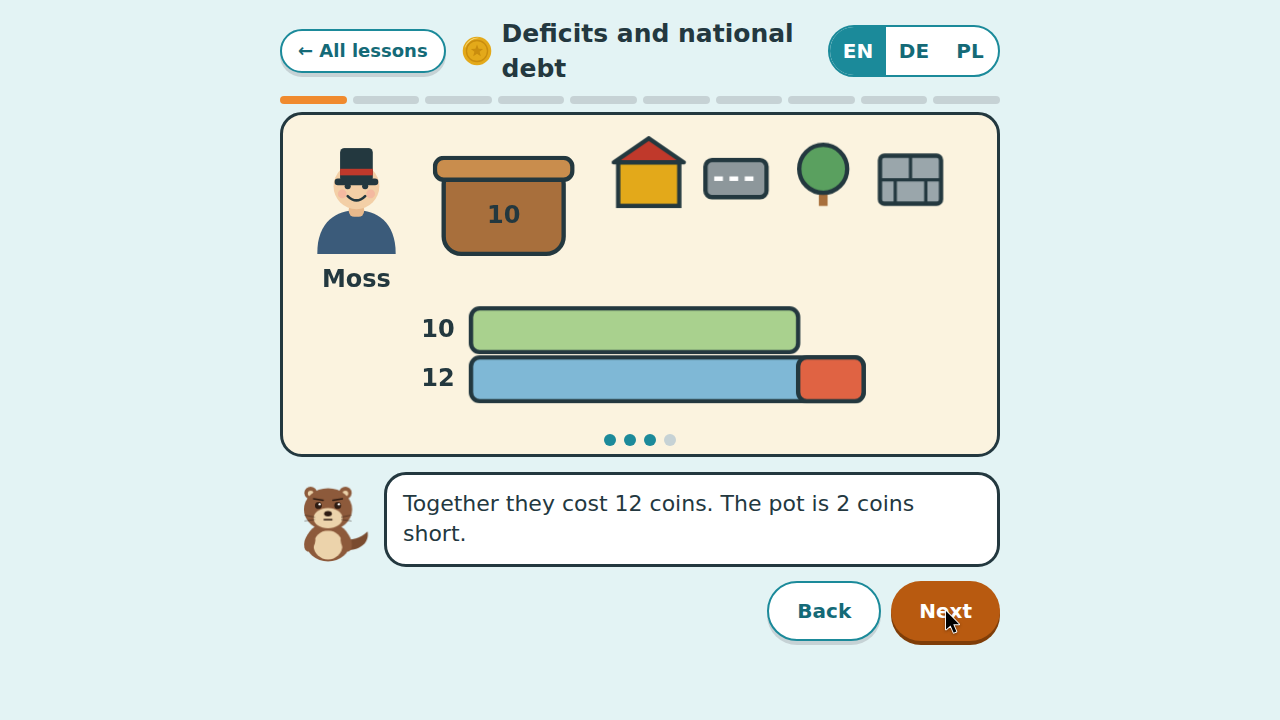 ← All lessons
Deficits and national
debt
EN DE PL
10
Moss
10
12
Together they cost 12 coins. The pot is 2 coins
short.
Back Next